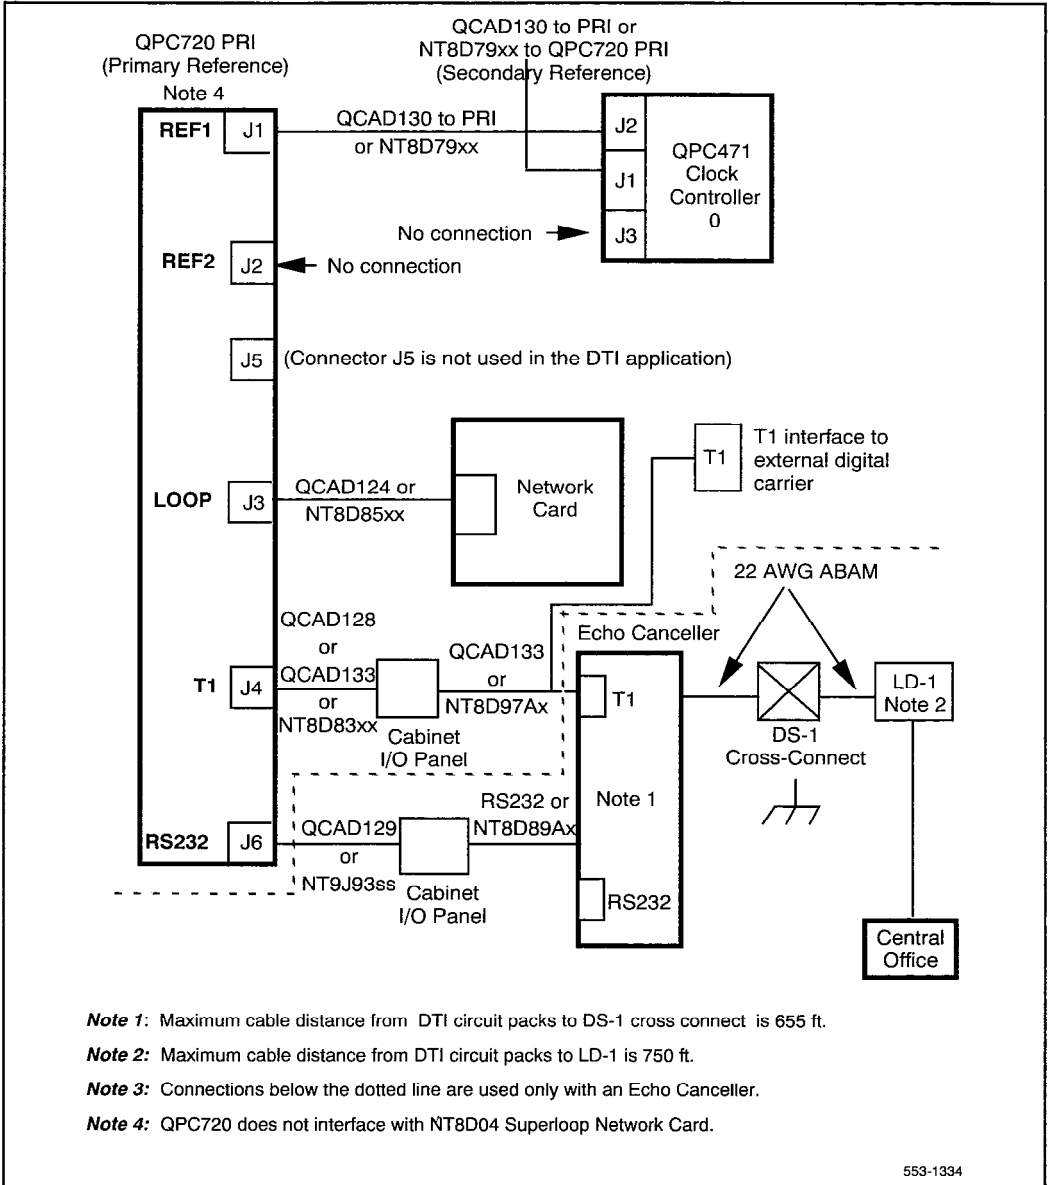 QCAD130 to PRI or
NT8D79xx to QPC720 PRI
(Secondary Reference)
QPC720 PRI
(Primary Reference)
Note 4
REF1
J1
QCAD130 to PRI
or NT8D79xx
J2
J1
J3
QPC471
Clock
Controller
0
No connection
REF2
J2
No connection
J5
(Connector J5 is not used in the DTI application)
T1
T1 interface to
external digital
carrier
LOOP
J3
QCAD124 or
NT8D85xx
Network
Card
22 AWG ABAM
Echo Canceller
QCAD128
or
QCAD133
or
NT8D83xx
T1
J4
Cabinet
I/O Panel
QCAD133
or
NT8D97Ax
T1
Note 1
RS232
DS-1
Cross-Connect
LD-1
Note 2
RS232
J6
QCAD129
or
NT9J93ss
Cabinet
I/O Panel
RS232 or
NT8D89Ax
Central
Office
Note 1: Maximum cable distance from DTI circuit packs to DS-1 cross connect is 655 ft.
Note 2: Maximum cable distance from DTI circuit packs to LD-1 is 750 ft.
Note 3: Connections below the dotted line are used only with an Echo Canceller.
Note 4: QPC720 does not interface with NT8D04 Superloop Network Card.
553-1334